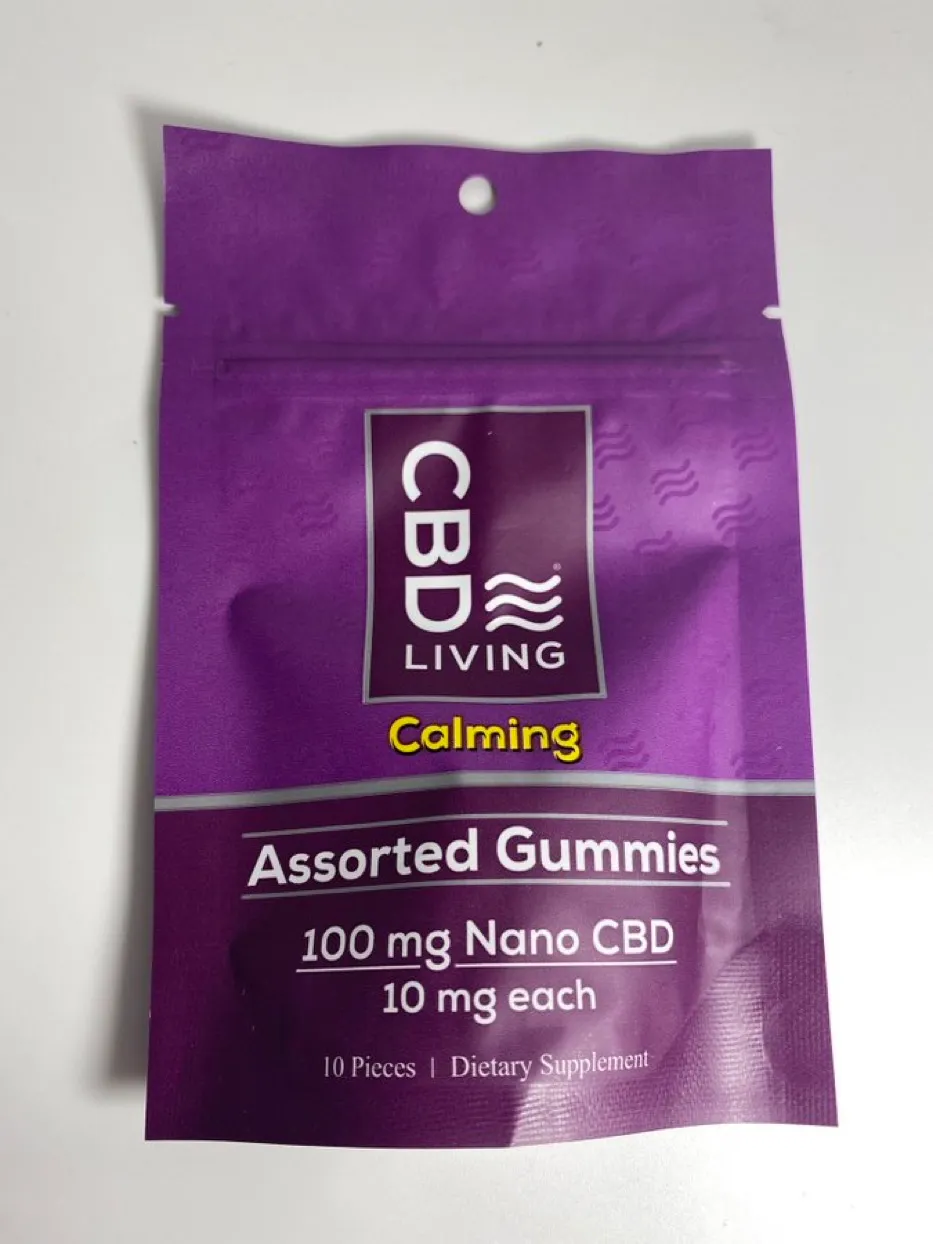 CBD
LIVING
®
Calming
Assorted Gummies
100 mg Nano CBD
10 mg each
10 Pieces | Dietary Supplement